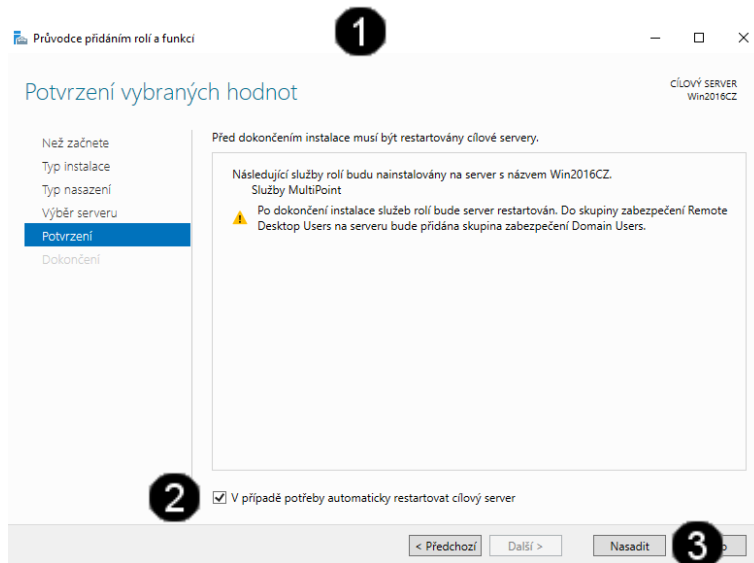 1
Průvodce přidáním rolí a funkcí
Potvrzení vybraných hodnot
CÍLOVÝ SERVER
Win2016CZ
Než začnete
Typ instalace
Typ nasazení
Výběr serveru
Potvrzení
Dokončení
Před dokončením instalace musí být restartovány cílové servery.
Následující služby rolí budu nainstalovány na server s názvem Win2016CZ.
Služby MultiPoint
Po dokončení instalace služeb rolí bude server restartován. Do skupiny zabezpečení Remote
Desktop Users na serveru bude přidána skupina zabezpečení Domain Users.
2
V případě potřeby automaticky restartovat cílový server
< Předchozí
Další >
Nasadit
3